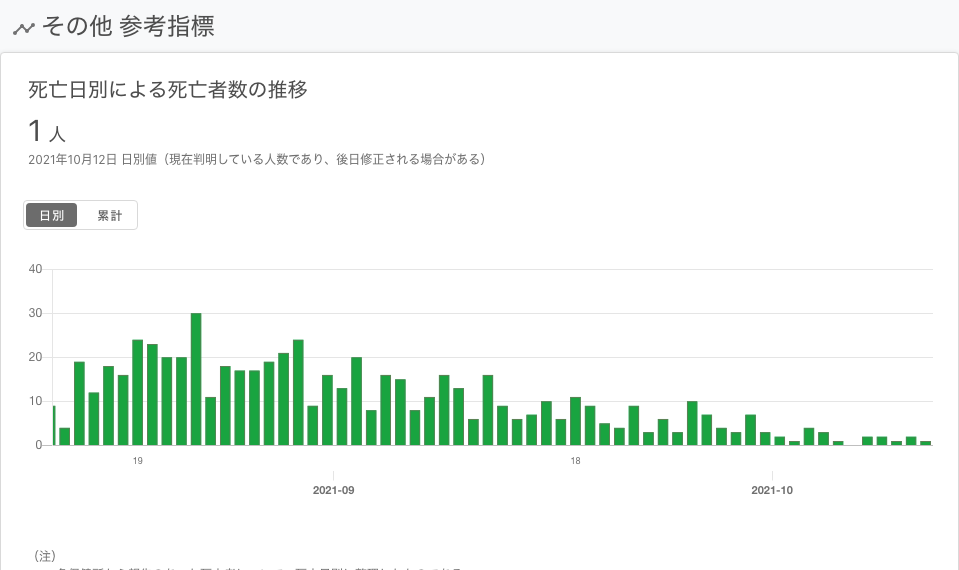 その他 参考指標
死亡日別による死亡者数の推移
1 人
2021年10月12日 日別値（現在判明している人数であり、後日修正される場合がある）
日別 累計
40
30
20
10
0
19 18
2021-09 2021-10
（注）